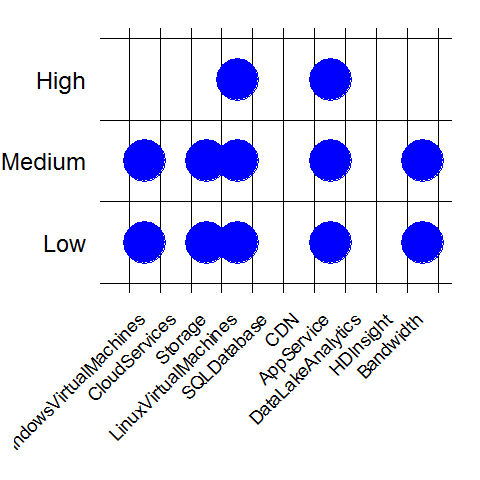 High
Medium
Low
ndowsVirtualMachines
CloudServices
Storage
LinuxVirtualMachines
SQLDatabase
CDN
AppService
DataLakeAnalytics
HDInsight
Bandwidth